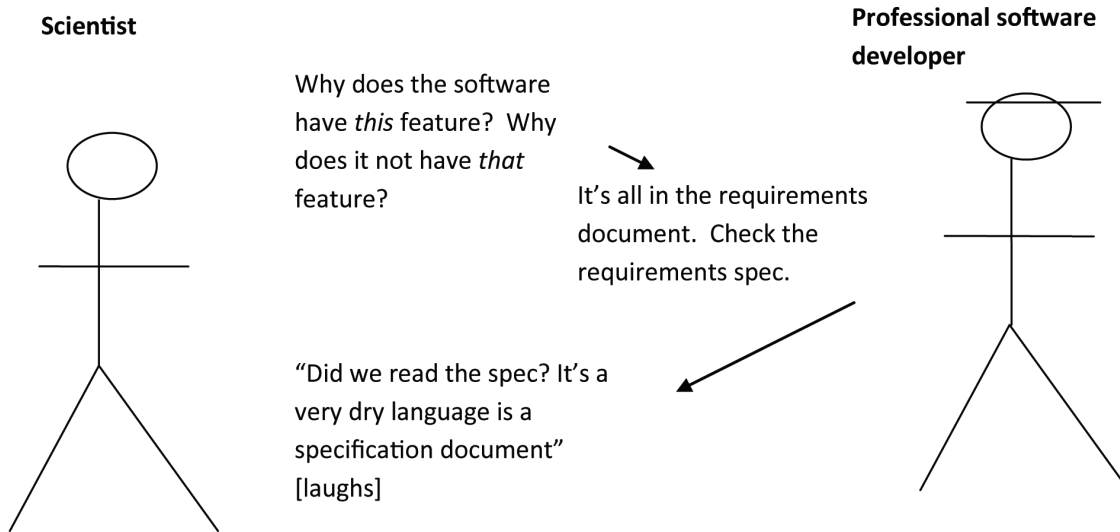 Scientist
Professional software
developer
Why does the software
have this feature?  Why
does it not have that
feature?
It’s all in the requirements
document.  Check the
requirements spec.
“Did we read the spec? It’s a
very dry language is a
specification document”
[laughs]